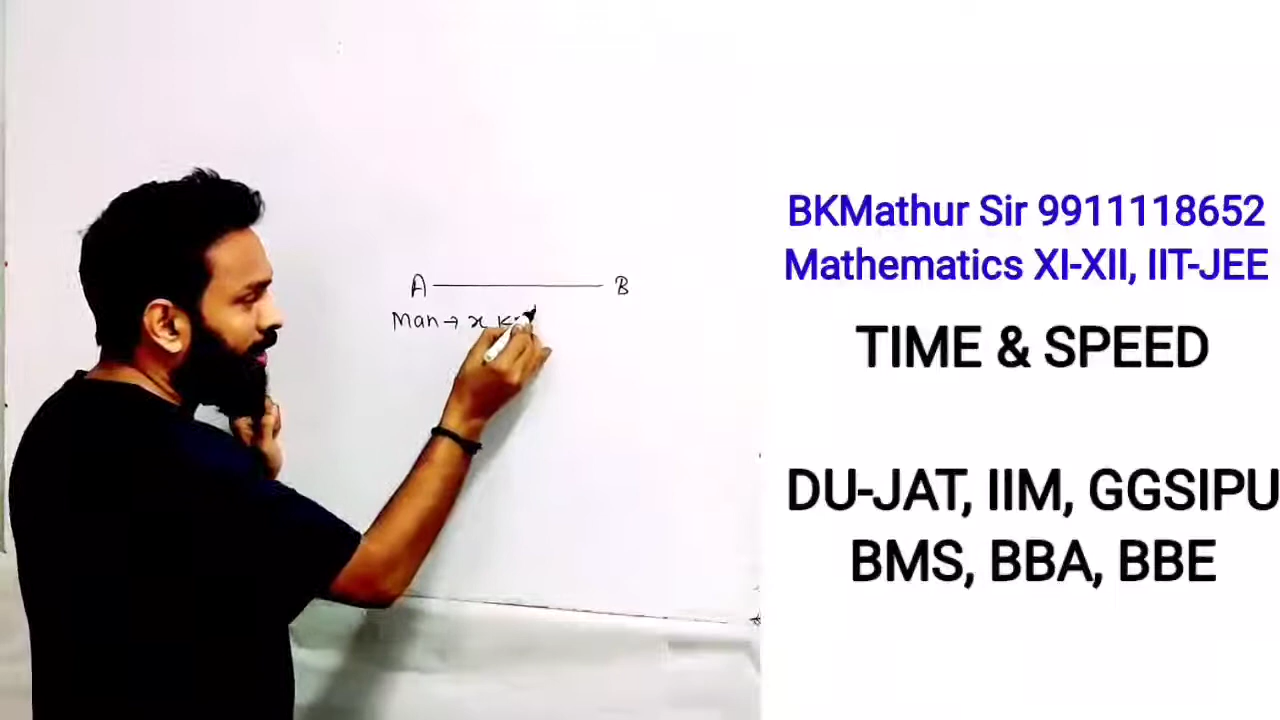 A B
Man → x K
BKMathur Sir 9911118652
Mathematics XI-XII, IIT-JEE
TIME & SPEED
DU-JAT, IIM, GGSIPU
BMS, BBA, BBE